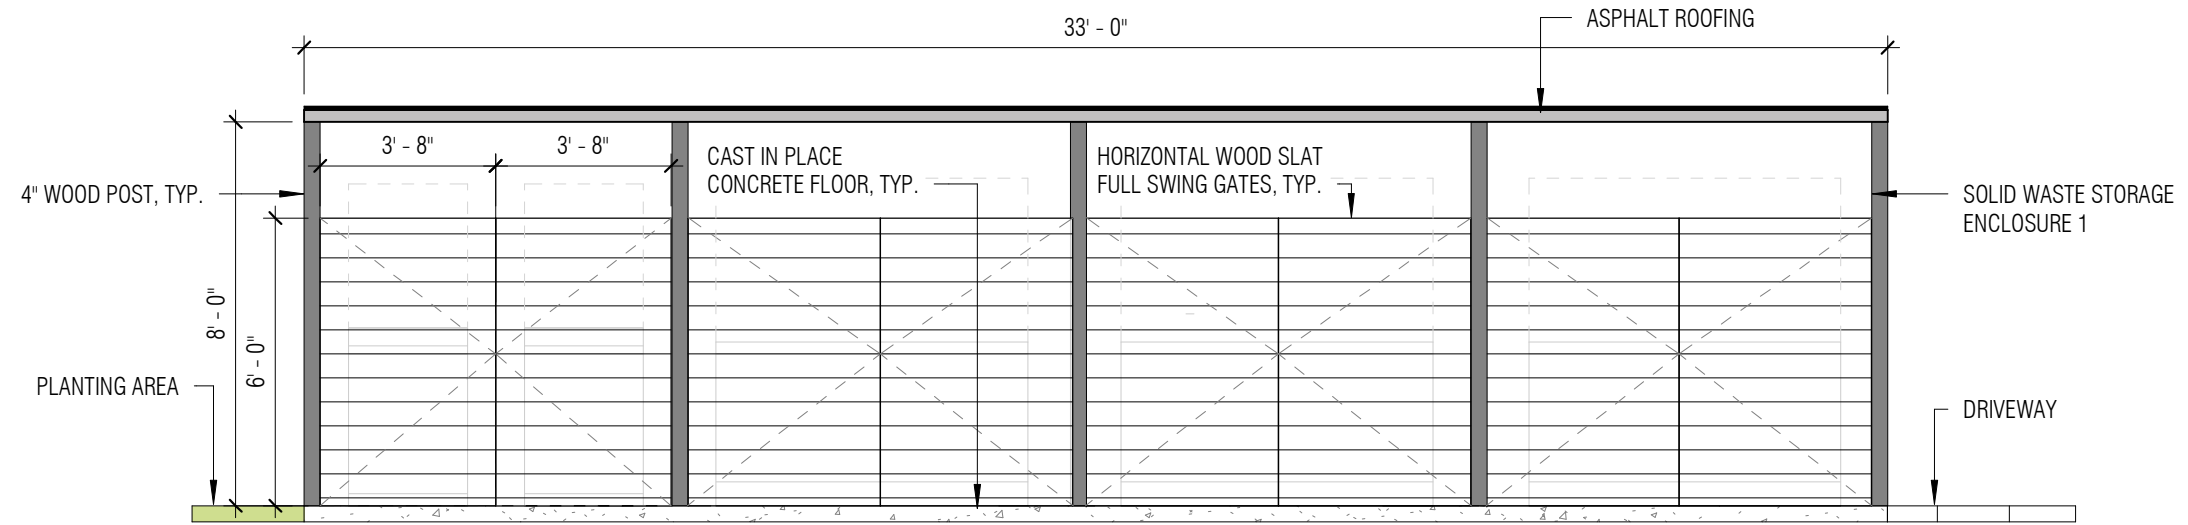 33' - 0"
ASPHALT ROOFING
3' - 8"
3' - 8"
CAST IN PLACE
CONCRETE FLOOR, TYP.
HORIZONTAL WOOD SLAT
FULL SWING GATES, TYP.
4" WOOD POST, TYP.
SOLID WASTE STORAGE
ENCLOSURE 1
8' - 0"
6' - 0"
PLANTING AREA
DRIVEWAY